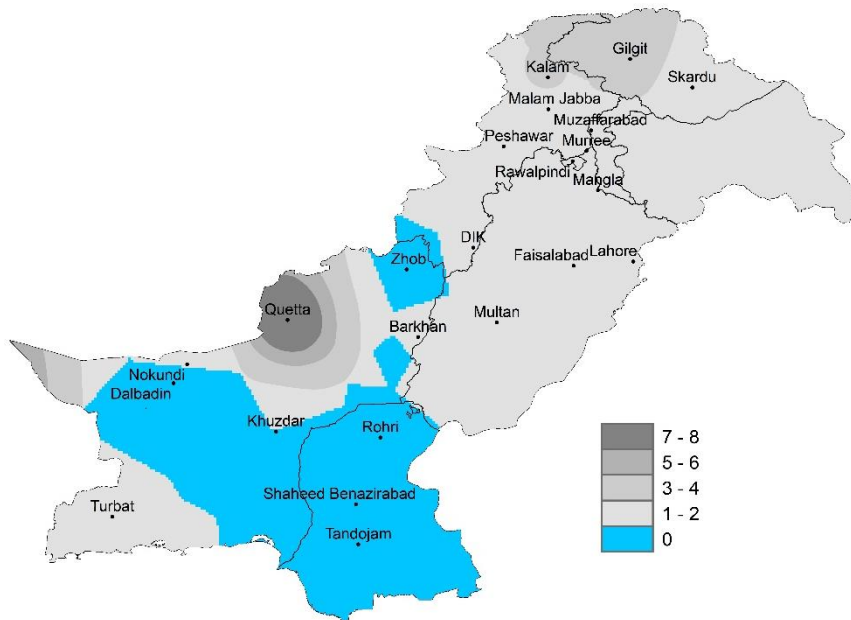 Gilgit
Kalam
Skardu
Malam Jabba
Muzaffarabad
Peshawar
Murree
Rawalpindi
Mangla
DIK
Zhob
Faisalabad
Lahore
Quetta
Multan
Barkhan
Nokundi
Dalbadin
Khuzdar
Rohri
Shaheed Benazirabad
Turbat
Tandojam
7 - 8
5 - 6
3 - 4
1 - 2
0